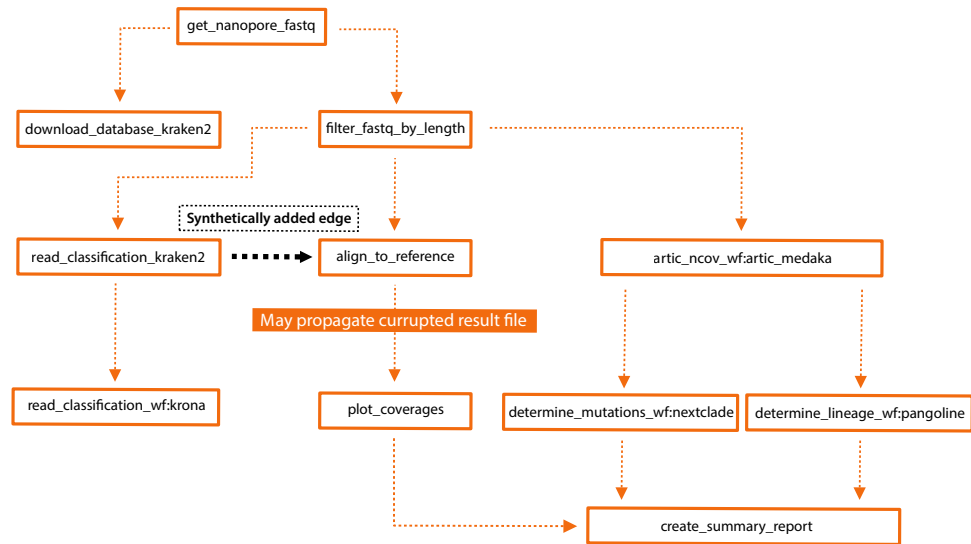 get_nanopore_fastq
download_database_kraken2
filter_fastq_by_length
Synthetically added edge
read_classification_kraken2
align_to_reference
artic_ncov_wf:artic_medaka
May propagate currupted result file
read_classification_wf:krona
plot_coverages
determine_mutations_wf:nextclade
determine_lineage_wf:pangoline
create_summary_report